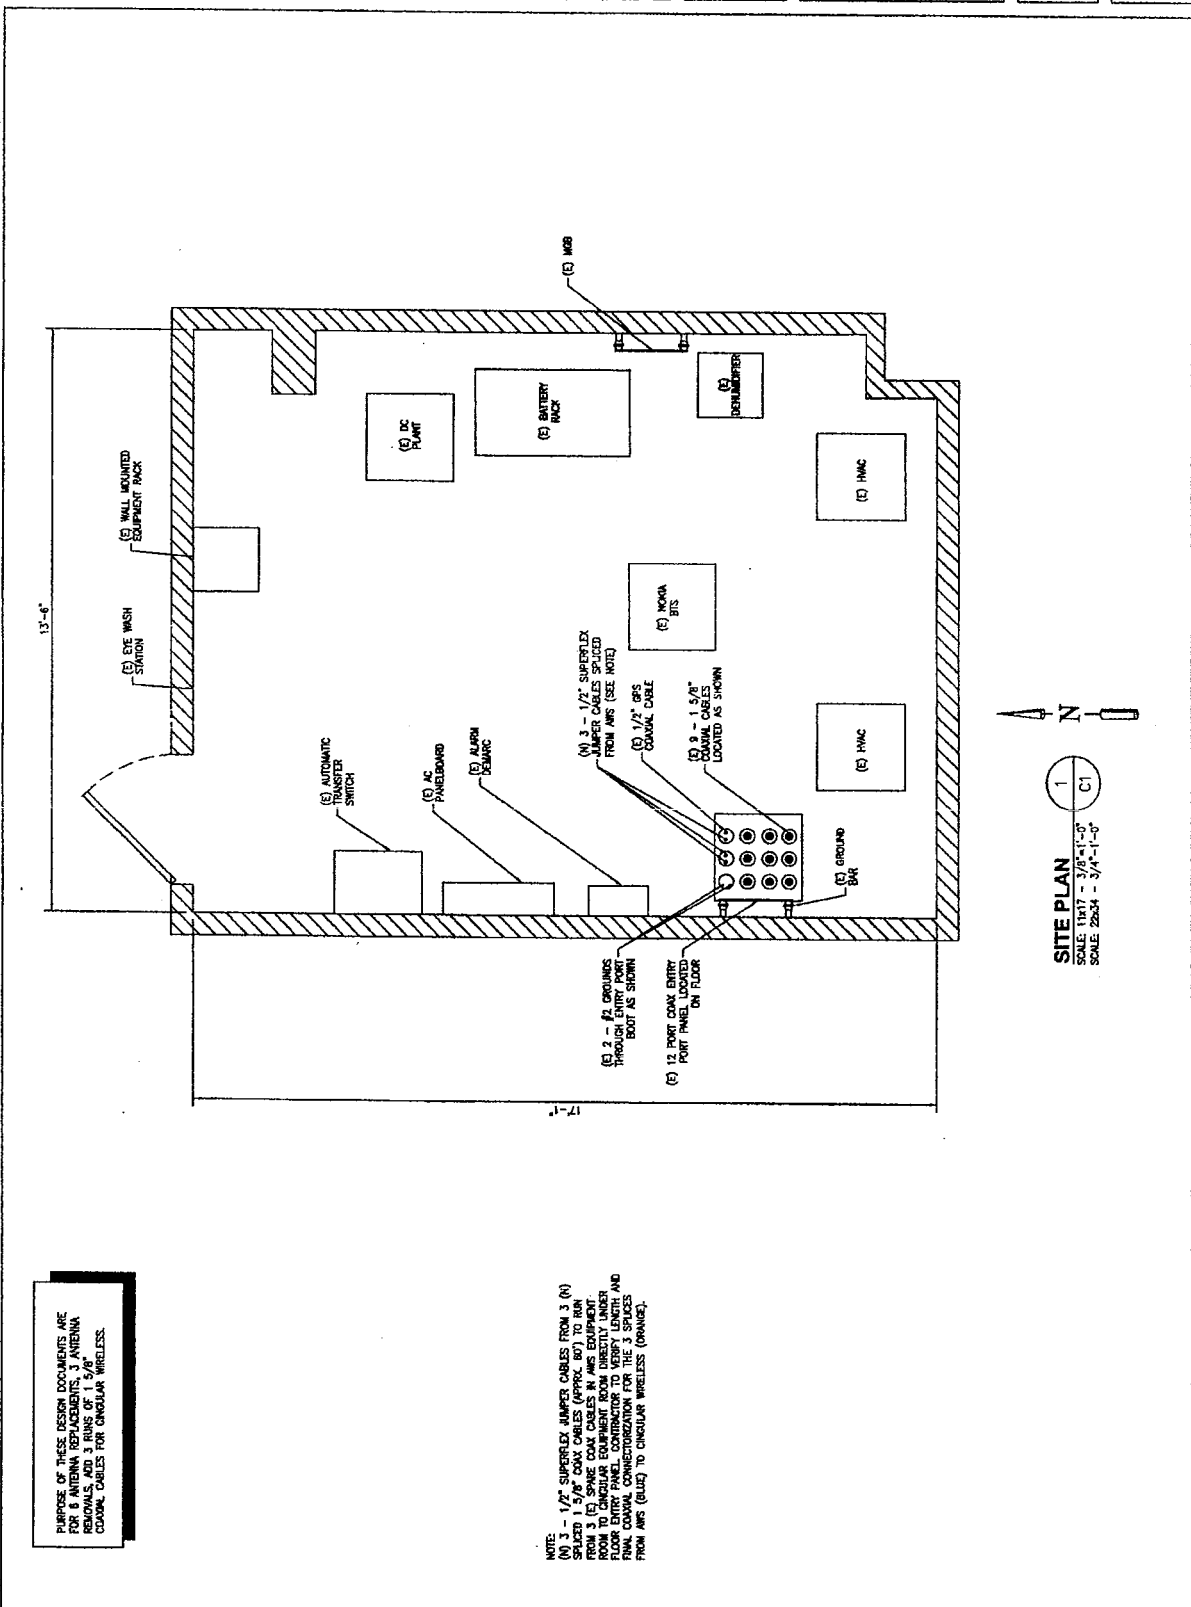 PURPOSE OF THESE DESIGN DOCUMENTS ARE
FOR 6 ANTENNA REPLACEMENTS, 3 ANTENNA
REMOVALS, ADD 3 RUNS OF 1 5/8"
COAXIAL CABLES FOR CINGULAR WIRELESS.
NOTE:
(N) 3 - 1/2" SUPERFLEX JUMPER CABLES FROM 3 (N)
SPLICED 1 5/8" COAX CABLES (APPRX. 80') TO RUN
FROM 3 (E) SPARE COAX CABLES IN AWS EQUIPMENT
ROOM TO CINGULAR EQUIPMENT ROOM DIRECTLY UNDER
FLOOR ENTRY PANEL. CONTRACTOR TO VERIFY LENGTH AND
FINAL COAXIAL CONNECTORIZATION FOR THE 3 SPLICES
FROM AWS (BLUE) TO CINGULAR WIRELESS (ORANGE).
13'-6"
17'-1"
(E) EYE WASH
STATION
(E) WALL MOUNTED
EQUIPMENT RACK
(E) AUTOMATIC
TRANSFER
SWITCH
(E) AC
PANELBOARD
(E) ALARM
DEMARC
(E) DC
PLANT
(E) BATTERY
RACK
(E) MGB
(E)
DEHUMIDIFIER
(N) 3 - 1/2" SUPERFLEX
JUMPER CABLES SPLICED
FROM AWS (SEE NOTE)
(E) 1/2" GPS
COAXIAL CABLE
(E) 9 - 1 5/8"
COAXIAL CABLES
LOCATED AS SHOWN
(E) NOKIA
BTS
(E) HVAC
(E) HVAC
(E) 2 - #2 GROUNDS
THROUGH ENTRY PORT
BOOT AS SHOWN
(E) 12 PORT COAX ENTRY
PORT PANEL LOCATED
ON FLOOR
(E) GROUND
BAR
N
SITE PLAN
SCALE: 11x17 - 3/8"=1'-0"
SCALE: 22x34 - 3/4"-1'-0"
1
C1